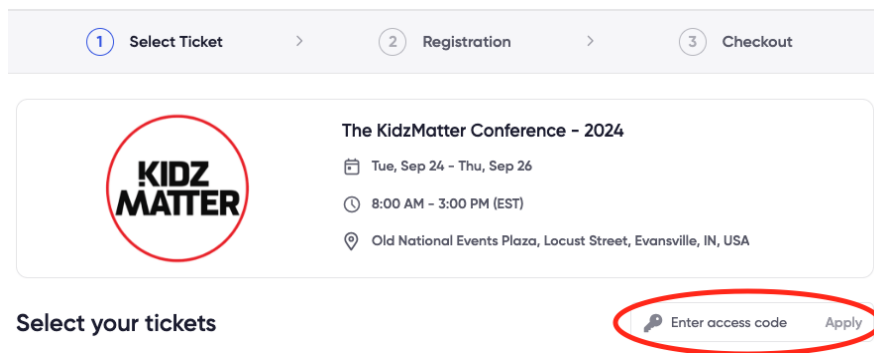 1 Select Ticket > 2 Registration > 3 Checkout
KIDZ
MATTER
The KidzMatter Conference - 2024
Tue, Sep 24 - Thu, Sep 26
8:00 AM - 3:00 PM (EST)
Old National Events Plaza, Locust Street, Evansville, IN, USA
Select your tickets
Enter access code Apply